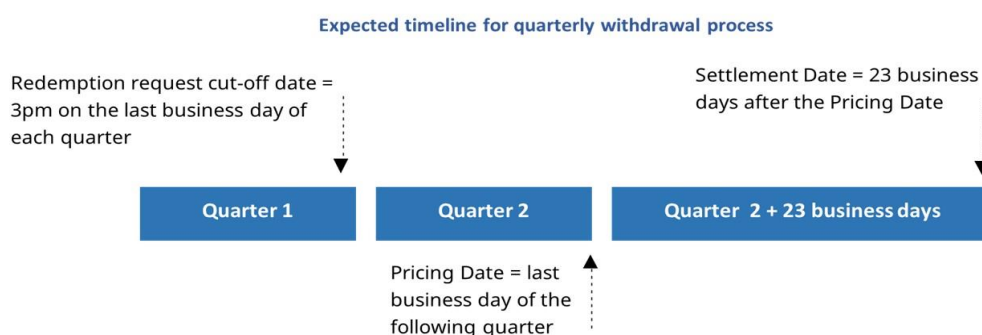 Expected timeline for quarterly withdrawal process
Redemption request cut-off date =
3pm on the last business day of
each quarter
Settlement Date = 23 business
days after the Pricing Date
Quarter 1
Quarter 2
Quarter 2 + 23 business days
Pricing Date = last
business day of the
following quarter